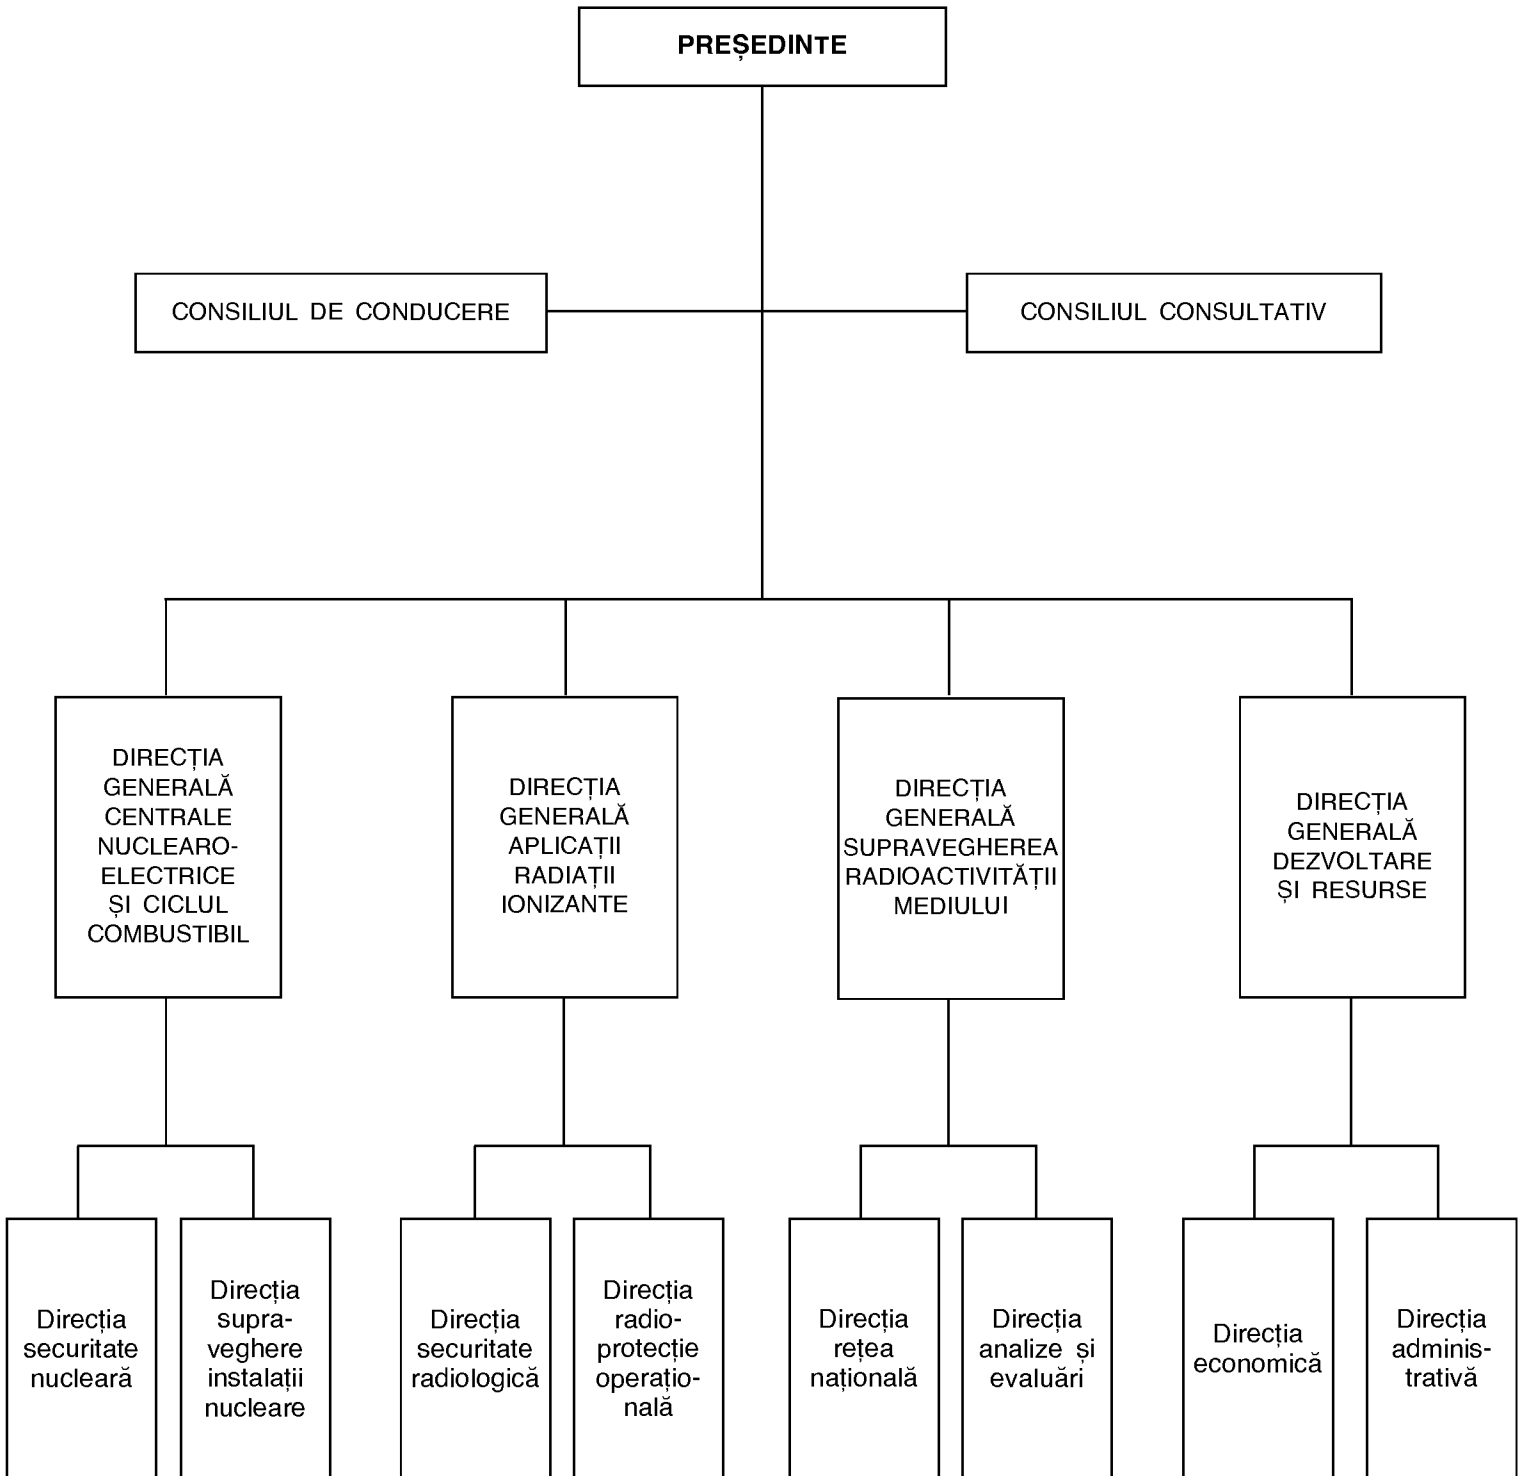 PREȘEDINTE
CONSILIUL DE CONDUCERE
CONSILIUL CONSULTATIV
DIRECȚIA
GENERALĂ
CENTRALE
NUCLEARO-
ELECTRICE
ȘI CICLUL
COMBUSTIBIL
DIRECȚIA
GENERALĂ
APLICAȚII
RADIAȚII
IONIZANTE
DIRECȚIA
GENERALĂ
SUPRAVEGHEREA
RADIOACTIVITĂȚII
MEDIULUI
DIRECȚIA
GENERALĂ
DEZVOLTARE
ȘI RESURSE
Direcția
securitate
nucleară
Direcția
supra-
veghere
instalații
nucleare
Direcția
securitate
radiologică
Direcția
radio-
protecție
operațio-
nală
Direcția
rețea
națională
Direcția
analize și
evaluări
Direcția
economică
Direcția
adminis-
trativă